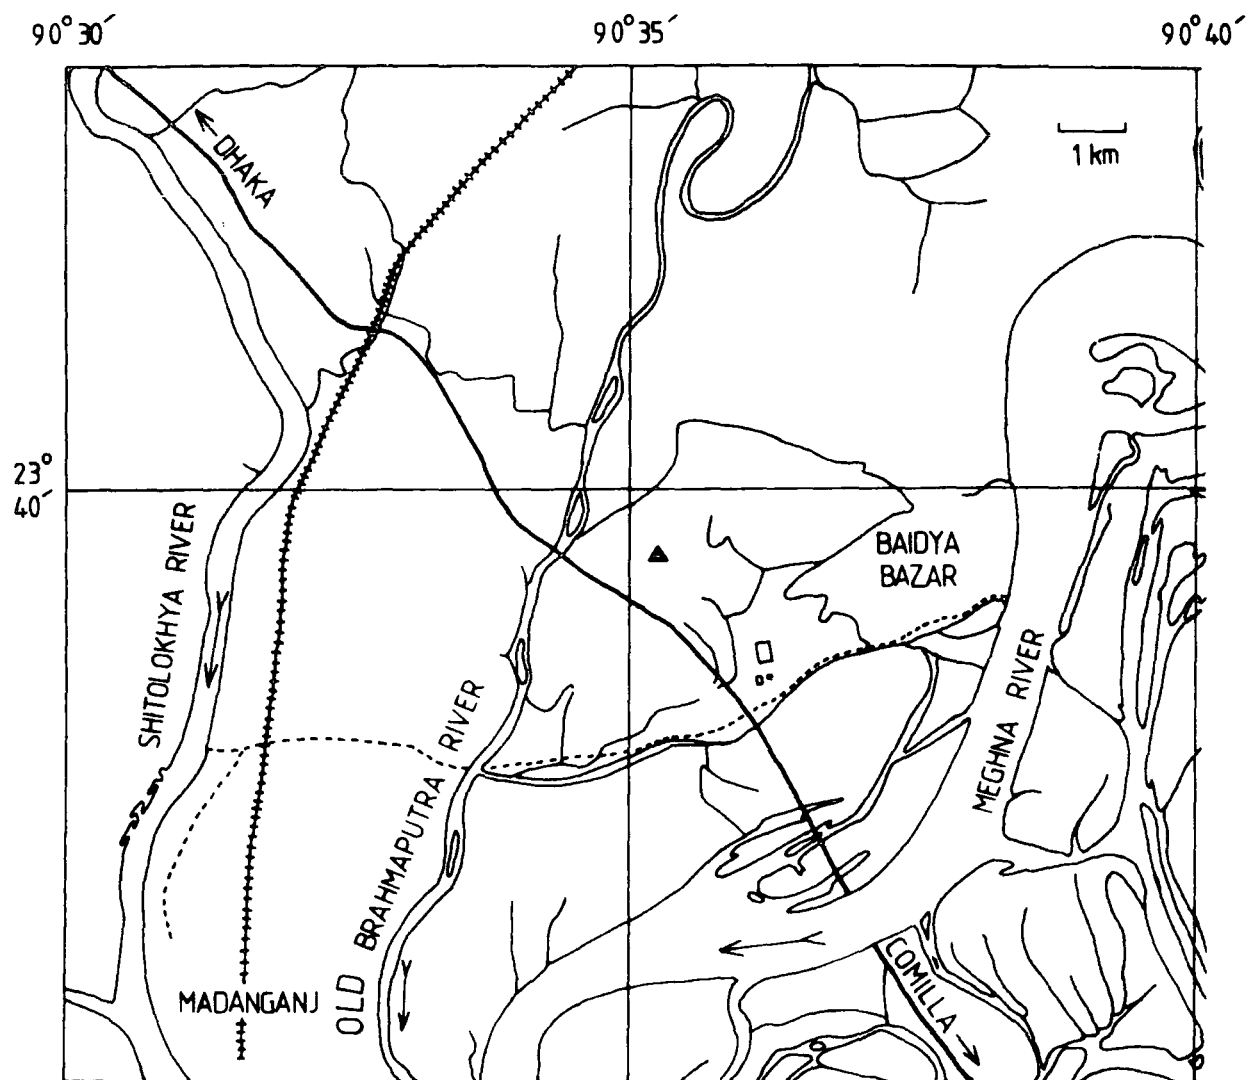 90°30′
90°35′
90°40′
DHAKA
1 km
23°
40′
SHITOLOKHYA RIVER
BAIDYA
BAZAR
OLD BRAHMAPUTRA RIVER
MEGHNA RIVER
MADANGANJ
COMILLA